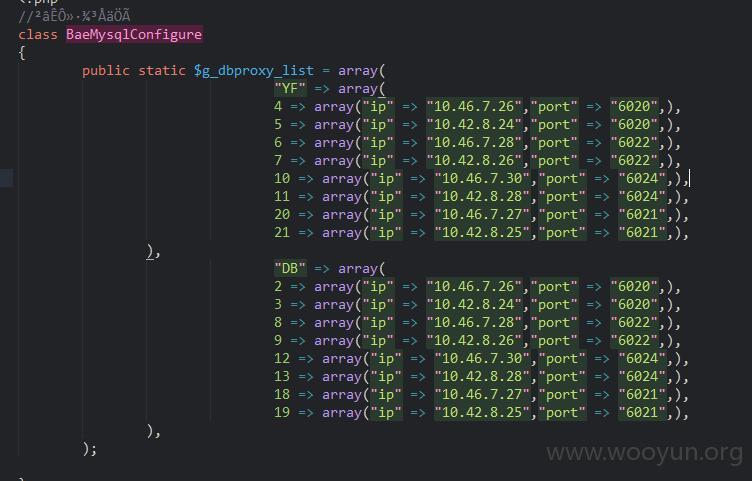 <?php
//²âÊÔ»·¾³ÅäÖÃ
class BaeMysqlConfigure
{
public static $g_dbproxy_list = array(
"YF" => array(
4 => array("ip" => "10.46.7.26","port" => "6020",),
5 => array("ip" => "10.42.8.24","port" => "6020",),
6 => array("ip" => "10.46.7.28","port" => "6022",),
7 => array("ip" => "10.42.8.26","port" => "6022",),
10 => array("ip" => "10.46.7.30","port" => "6024",),
11 => array("ip" => "10.42.8.28","port" => "6024",),
20 => array("ip" => "10.46.7.27","port" => "6021",),
21 => array("ip" => "10.42.8.25","port" => "6021",),
),
"DB" => array(
2 => array("ip" => "10.46.7.26","port" => "6020",),
3 => array("ip" => "10.42.8.24","port" => "6020",),
8 => array("ip" => "10.46.7.28","port" => "6022",),
9 => array("ip" => "10.42.8.26","port" => "6022",),
12 => array("ip" => "10.46.7.30","port" => "6024",),
13 => array("ip" => "10.42.8.28","port" => "6024",),
18 => array("ip" => "10.46.7.27","port" => "6021",),
19 => array("ip" => "10.42.8.25","port" => "6021",),
),
);
www.wooyun.org